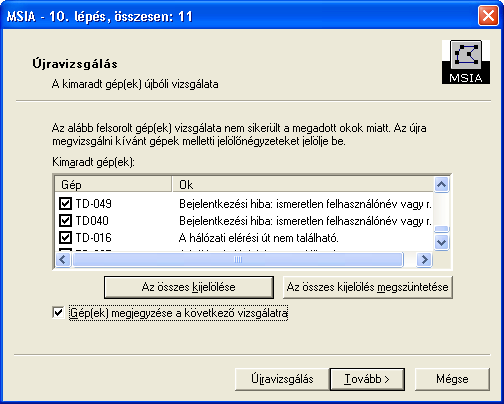 MSIA - 10. lépés, összesen: 11
Újravizsgálás
A kimaradt gép(ek) újbóli vizsgálata
MSIA
Az alább felsorolt gép(ek) vizsgálata nem sikerült a megadott okok miatt. Az újra
megvizsgálni kívánt gépek melletti jelölőnégyzeteket jelölje be.
Kimaradt gép(ek):
Gép Ok
TD-049 Bejelentkezési hiba: ismeretlen felhasználónév vagy r.
TD040 Bejelentkezési hiba: ismeretlen felhasználónév vagy r.
TD-016 A hálózati elérési út nem található.
Az összes kijelölése Az összes kijelölés megszüntetése
Gép(ek) megjegyzése a következő vizsgálatra
Újravizsgálás Tovább > Mégse